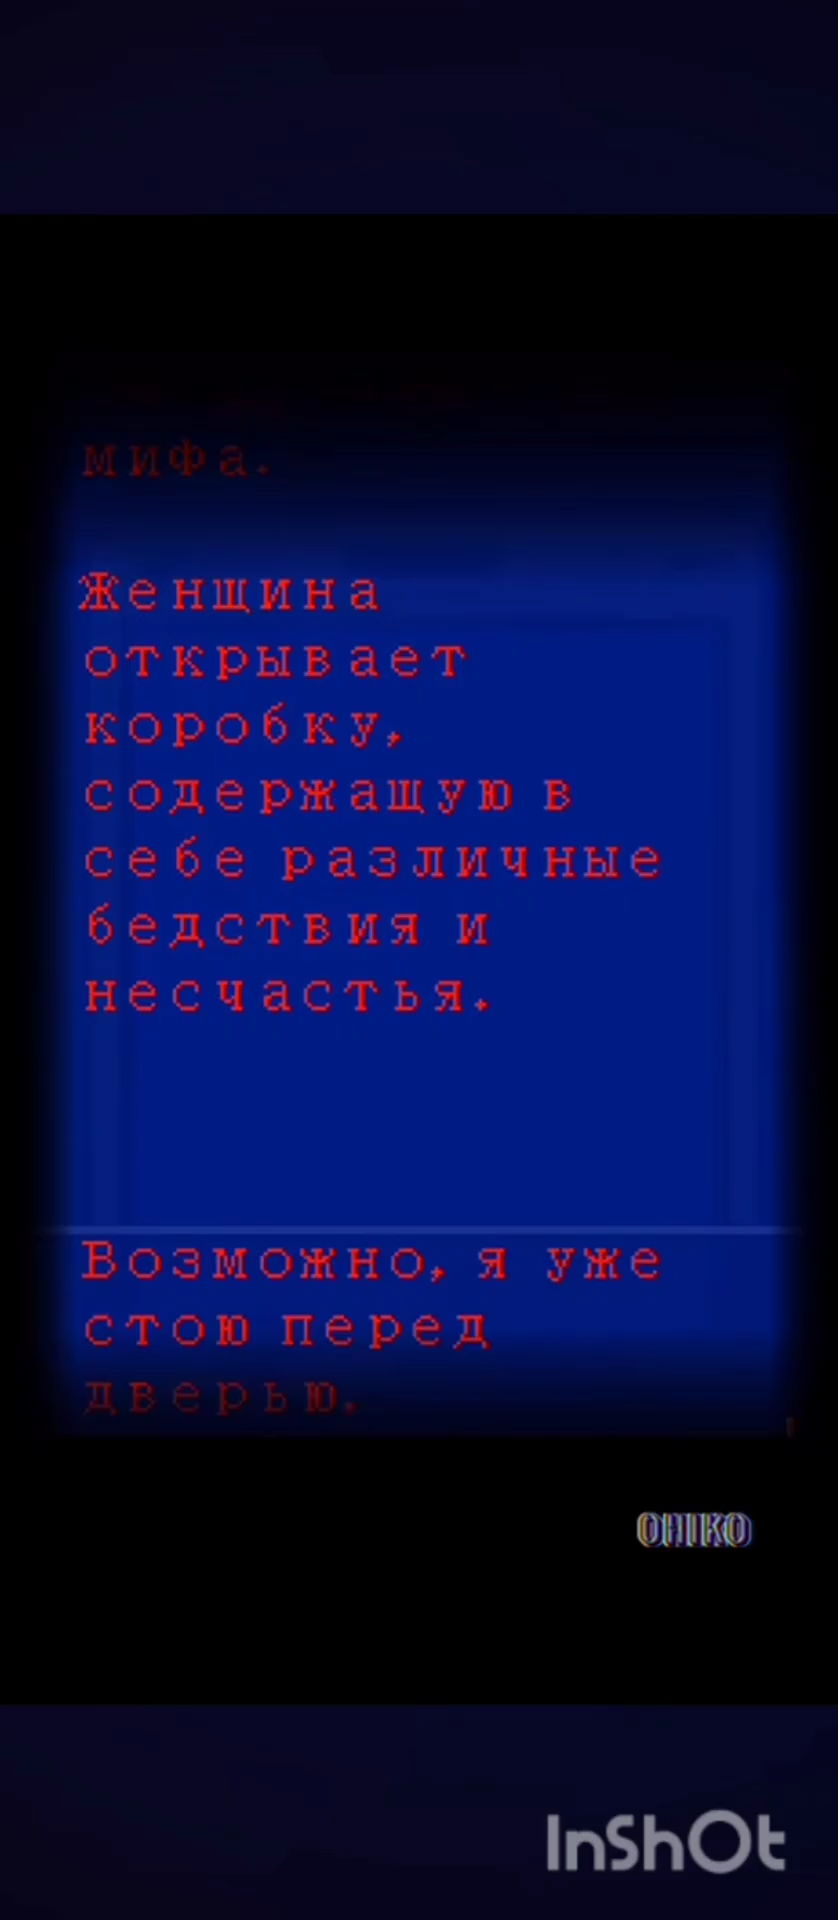 мифа.
Женщина
открывает
коробку,
содержащую в
себе различные
бедствия и
несчастья.
Возможно, я уже
стою перед
дверью.
OHIKO
InShOt